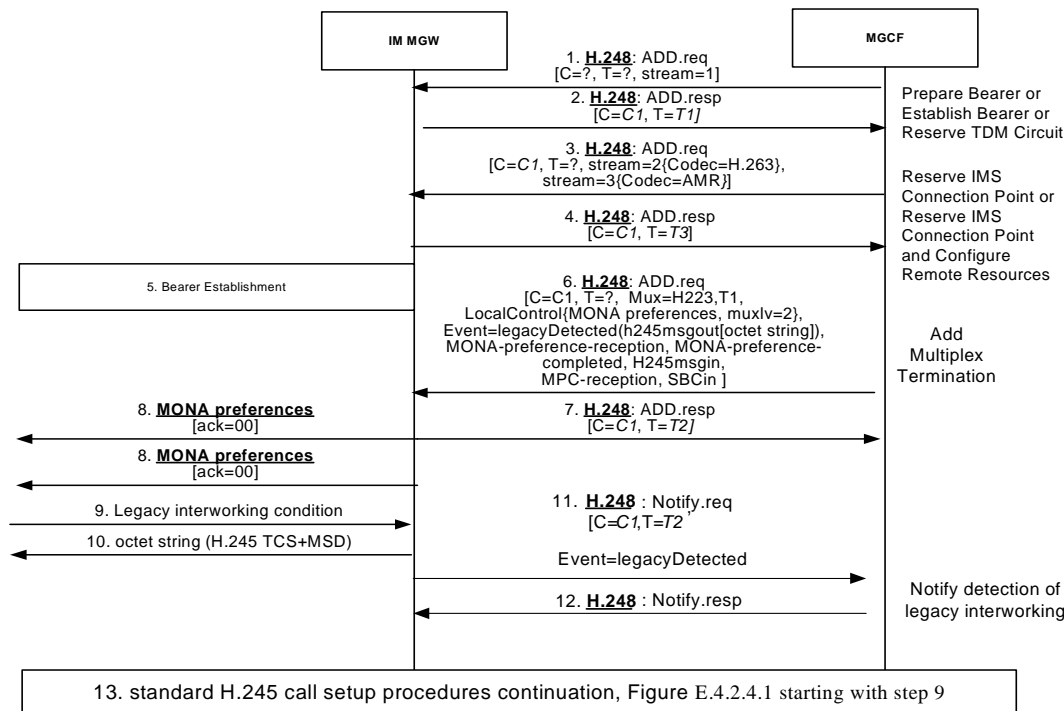 IM MGW
MGCF
1. H.248: ADD.req
[C=?, T=?, stream=1]
2. H.248: ADD.resp
[C=C1, T=T1]
Prepare Bearer or
Establish Bearer or
Reserve TDM Circuit
3. H.248: ADD.req
[C=C1, T=?, stream=2{Codec=H.263},
stream=3{Codec=AMR}]
4. H.248: ADD.resp
[C=C1, T=T3]
Reserve IMS
Connection Point or
Reserve IMS
Connection Point
and Configure
Remote Resources
5. Bearer Establishment
6. H.248: ADD.req
[C=C1, T=?, Mux=H223,T1,
LocalControl{MONA preferences, muxlv=2},
Event=legacyDetected(h245msgout[octet string]),
MONA-preference-reception, MONA-preference-
completed, H245msgin,
MPC-reception, SBCin ]
Add
Multiplex
Termination
8. MONA preferences
[ack=00]
7. H.248: ADD.resp
[C=C1, T=T2]
8. MONA preferences
[ack=00]
9. Legacy interworking condition
10. octet string (H.245 TCS+MSD)
11. H.248 : Notify.req
[C=C1,T=T2 ,
Event=legacyDetected
12. H.248 : Notify.resp
Notify detection of
legacy interworking
13. standard H.245 call setup procedures continuation, Figure E.4.2.4.1 starting with step 9